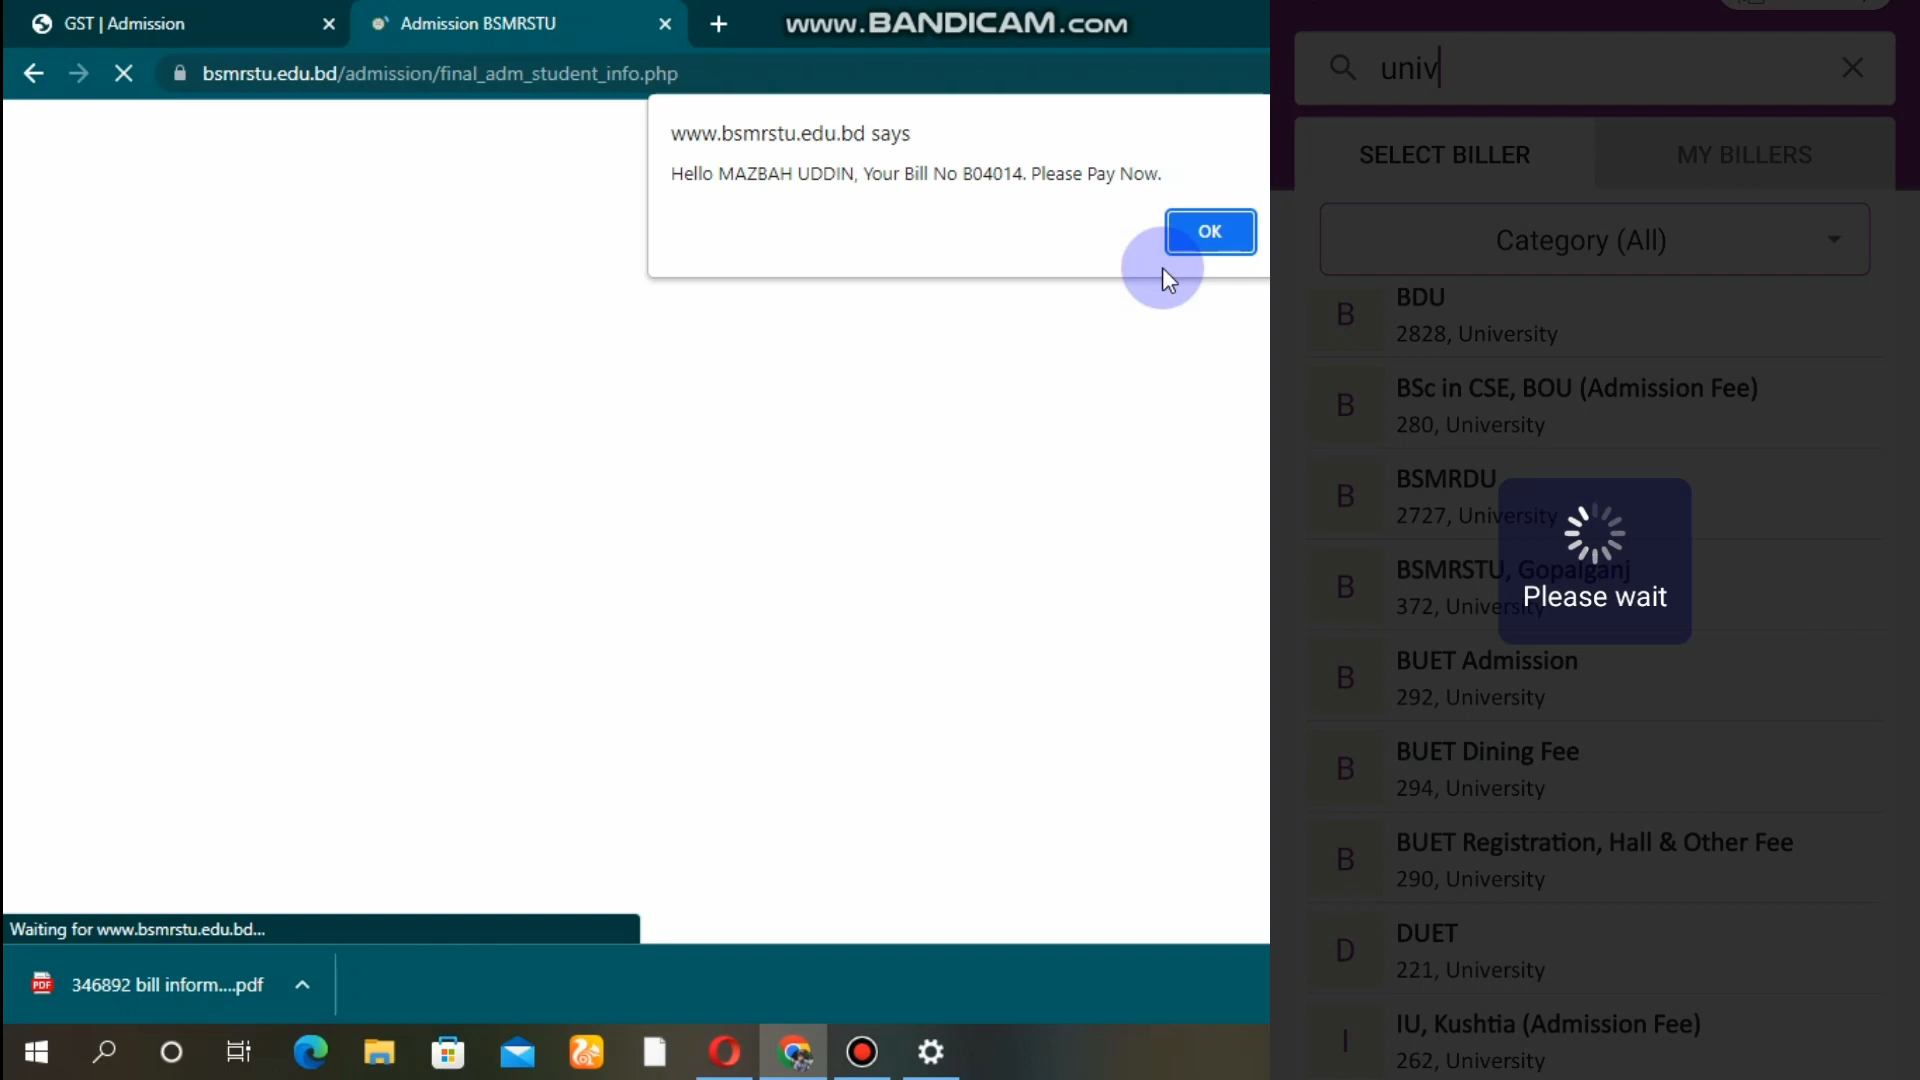 GST | Admission
Admission BSMRSTU
www.BANDICAM.com
bsmrstu.edu.bd/admission/final_adm_student_info.php
www.bsmrstu.edu.bd says
Hello MAZBAH UDDIN, Your Bill No B04014. Please Pay Now.
OK
Waiting for www.bsmrstu.edu.bd...
PDF
346892 bill inform....pdf
univ
SELECT BILLER
MY BILLERS
Category (All)
B
BDU
2828, University
B
BSc in CSE, BOU (Admission Fee)
280, University
B
BSMRDU
2727, University
B
BSMRSTU, Gopalganj
372, University
Please wait
B
BUET Admission
292, University
B
BUET Dining Fee
294, University
B
BUET Registration, Hall & Other Fee
290, University
D
DUET
221, University
I
IU, Kushtia (Admission Fee)
262, University